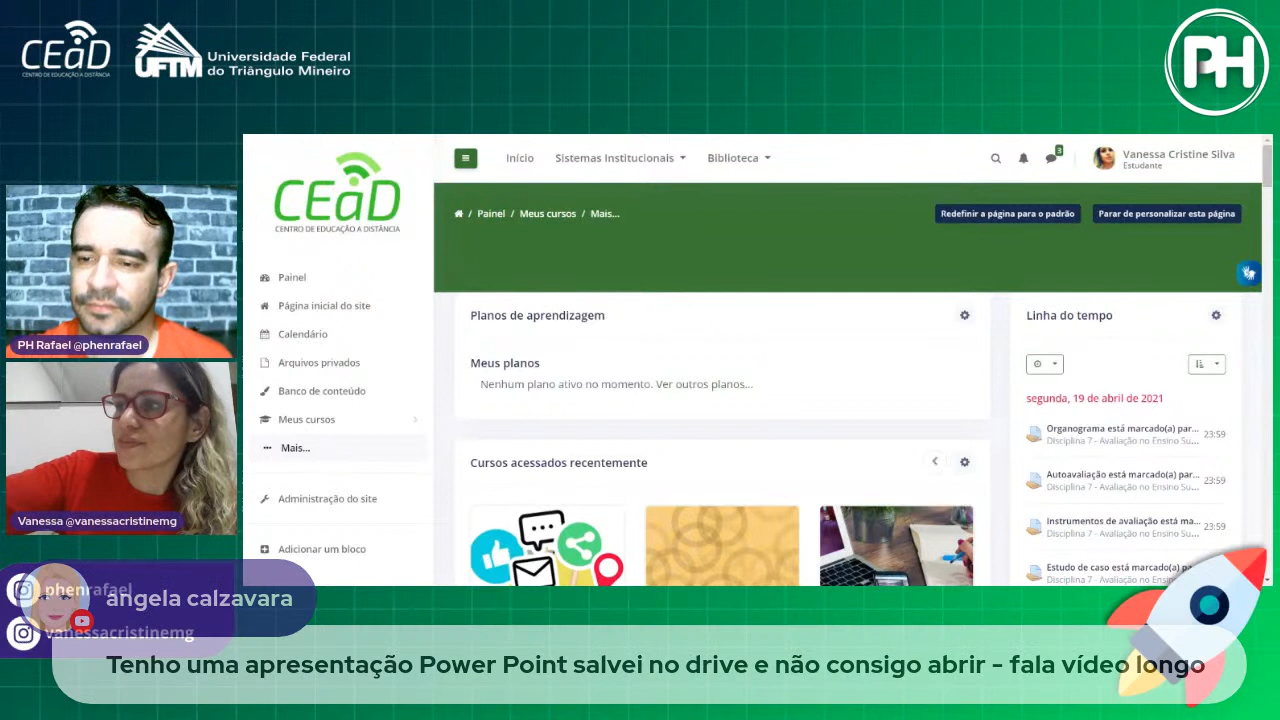 CEaD
CENTRO DE EDUCAÇÃO A DISTÂNCIA
UFTM
Universidade Federal
do Triângulo Mineiro
PH
PH Rafael @phenrafael
Vanessa @vanessacristinemg
CEaD
CENTRO DE EDUCAÇÃO A DISTÂNCIA
Painel
Página inicial do site
Calendário
Arquivos privados
Banco de conteúdo
Meus cursos
Mais...
Administração do site
Adicionar um bloco
Início Sistemas Institucionais Biblioteca
3
Vanessa Cristine Silva
Estudante
/ Painel / Meus cursos / Mais...
Redefinir a página para o padrão
Parar de personalizar esta página
Planos de aprendizagem
Meus planos
Nenhum plano ativo no momento. Ver outros planos...
Cursos acessados recentemente
Linha do tempo
segunda, 19 de abril de 2021
Organograma está marcado(a) par...
Disciplina 7 - Avaliação no Ensino Su...
23:59
Autoavaliação está marcado(a) par...
Disciplina 7 - Avaliação no Ensino Su...
23:59
Instrumentos de avaliação está ma...
Disciplina 7 - Avaliação no Ensino Su...
23:59
Estudo de caso está marcado(a) pa...
Disciplina 7 - Avaliação no Ensino Su...
phenrafael
angela calzavara
vanessacristinemg
Tenho uma apresentação Power Point salvei no drive e não consigo abrir - fala vídeo longo